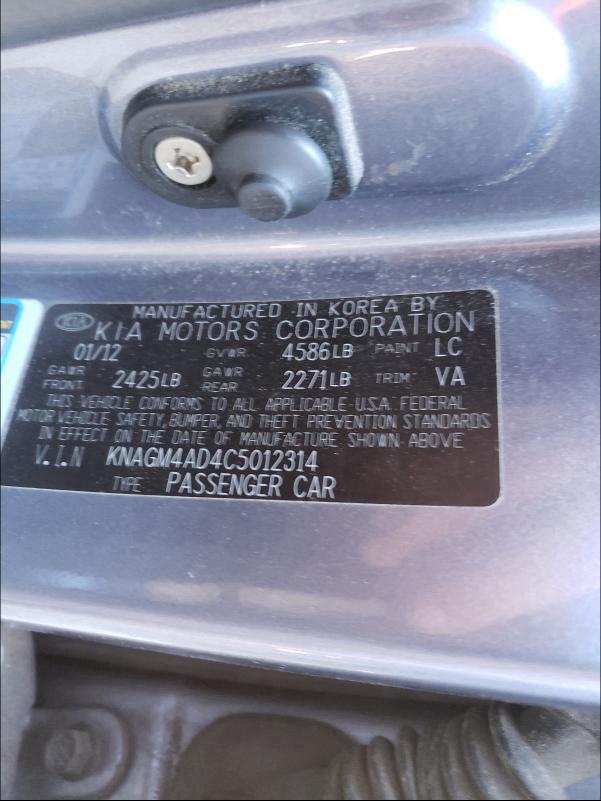 MANUFACTURED IN KOREA BY
KIA KIA MOTORS CORPORATION
01/12 GVWR 4586LB PAINT LC
GAWR FRONT 2425LB GAWR REAR 2271LB TRIM VA
THIS VEHICLE CONFORMS TO ALL APPLICABLE U.S.A. FEDERAL
MOTOR VEHICLE SAFETY, BUMPER, AND THEFT PREVENTION STANDARDS
IN EFFECT ON THE DATE OF MANUFACTURE SHOWN ABOVE
V.I.N KNAGM4AD4C5012314
TYPE PASSENGER CAR